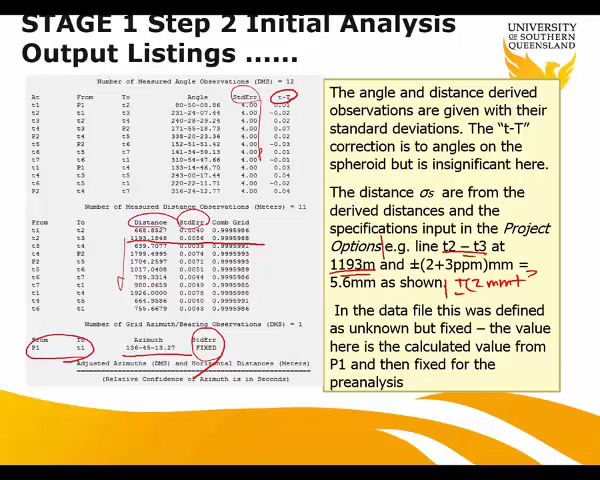 STAGE 1 Step 2 Initial Analysis
Output Listings ......
UNIVERSITY
OF SOUTHERN
QUEENSLAND
Number of Measured Angle Observations (DMS) = 12
At From To Angle StdErr t-T
t1 P1 t2 80-50-08.86 4.00 0.01
t2 t1 t3 231-24-07.44 4.00 -0.02
t3 t2 t4 240-28-29.24 4.00 0.02
t4 t3 P2 171-55-18.73 4.00 0.07
P2 t4 t5 338-20-23.36 4.00 0.02
t5 P2 t6 152-51-51.42 4.00 -0.03
t6 t5 t7 141-34-59.13 4.00 -0.01
t7 t6 t1 310-54-47.66 4.00 -0.01
t1 P1 t4 133-14-46.70 4.00 0.03
t4 t3 t5 243-00-17.44 4.00 0.04
t6 t5 t1 220-22-11.71 4.00 -0.02
P2 t4 t7 316-24-12.77 4.00 0.04
Number of Measured Distance Observations (Meters) = 11
From To Distance StdErr Comb Grid
t1 t2 668.8527 0.0040 0.9995986
t2 t3 1193.1848 0.0056 0.9995988
t3 t4 639.7077 0.0039 0.9995991
t4 P2 1799.4995 0.0074 0.9995993
P2 t5 1704.2597 0.0071 0.9995993
t5 t6 1017.0408 0.0051 0.9995989
t6 t7 789.3314 0.0044 0.9995986
t7 t1 980.8659 0.0049 0.9995985
t1 t4 1926.0000 0.0078 0.9995988
t4 t5 664.9586 0.0040 0.9995991
t6 t1 755.6679 0.0043 0.9995986
Number of Grid Azimuth/Bearing Observations (DMS) = 1
From To Azimuth StdErr
P1 t1 136-45-13.27 FIXED
Adjusted Azimuths (DMS) and Horizontal Distances (Meters)
(Relative Confidence of Azimuth is in Seconds)
The angle and distance derived
observations are given with their
standard deviations. The “t-T”
correction is to angles on the
spheroid but is insignificant here.
The distance σs are from the
derived distances and the
specifications input in the Project
Options e.g. line t2 – t3 at
1193m and ±(2+3ppm)mm =
5.6mm as shown. ±(2mm+
In the data file this was defined
as unknown but fixed – the value
here is the calculated value from
P1 and then fixed for the
preanalysis